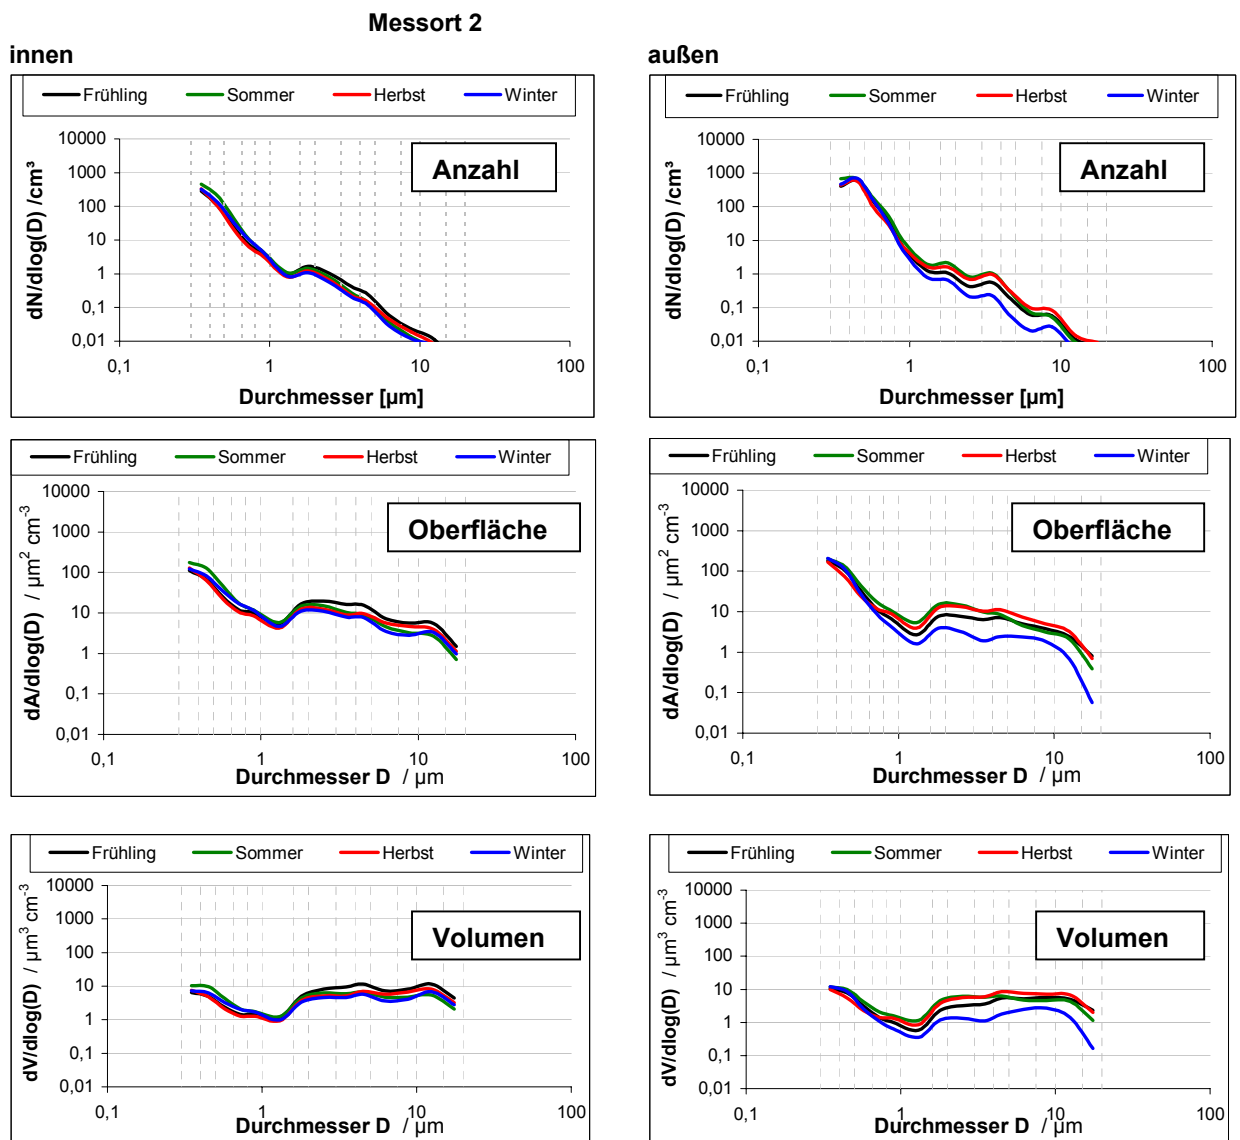 Messort 2
innen
außen
Frühling Sommer Herbst Winter
Anzahl
dN/dlog(D) /cm³
10000
1000
100
10
1
0,1
0,01
0,1 1 10 100
Durchmesser [µm]
Frühling Sommer Herbst Winter
Anzahl
dN/dlog(D) /cm³
10000
1000
100
10
1
0,1
0,01
0,1 1 10 100
Durchmesser [µm]
Frühling Sommer Herbst Winter
Oberfläche
dA/dlog(D) / µm² cm⁻³
10000
1000
100
10
1
0,1
0,01
0,1 1 10 100
Durchmesser D / µm
Frühling Sommer Herbst Winter
Oberfläche
dA/dlog(D) / µm² cm⁻³
10000
1000
100
10
1
0,1
0,01
0,1 1 10 100
Durchmesser D / µm
Frühling Sommer Herbst Winter
Volumen
dV/dlog(D) / µm³ cm⁻³
10000
1000
100
10
1
0,1
0,01
0,1 1 10 100
Durchmesser D / µm
Frühling Sommer Herbst Winter
Volumen
dV/dlog(D) / µm³ cm⁻³
10000
1000
100
10
1
0,1
0,01
0,1 1 10 100
Durchmesser D / µm